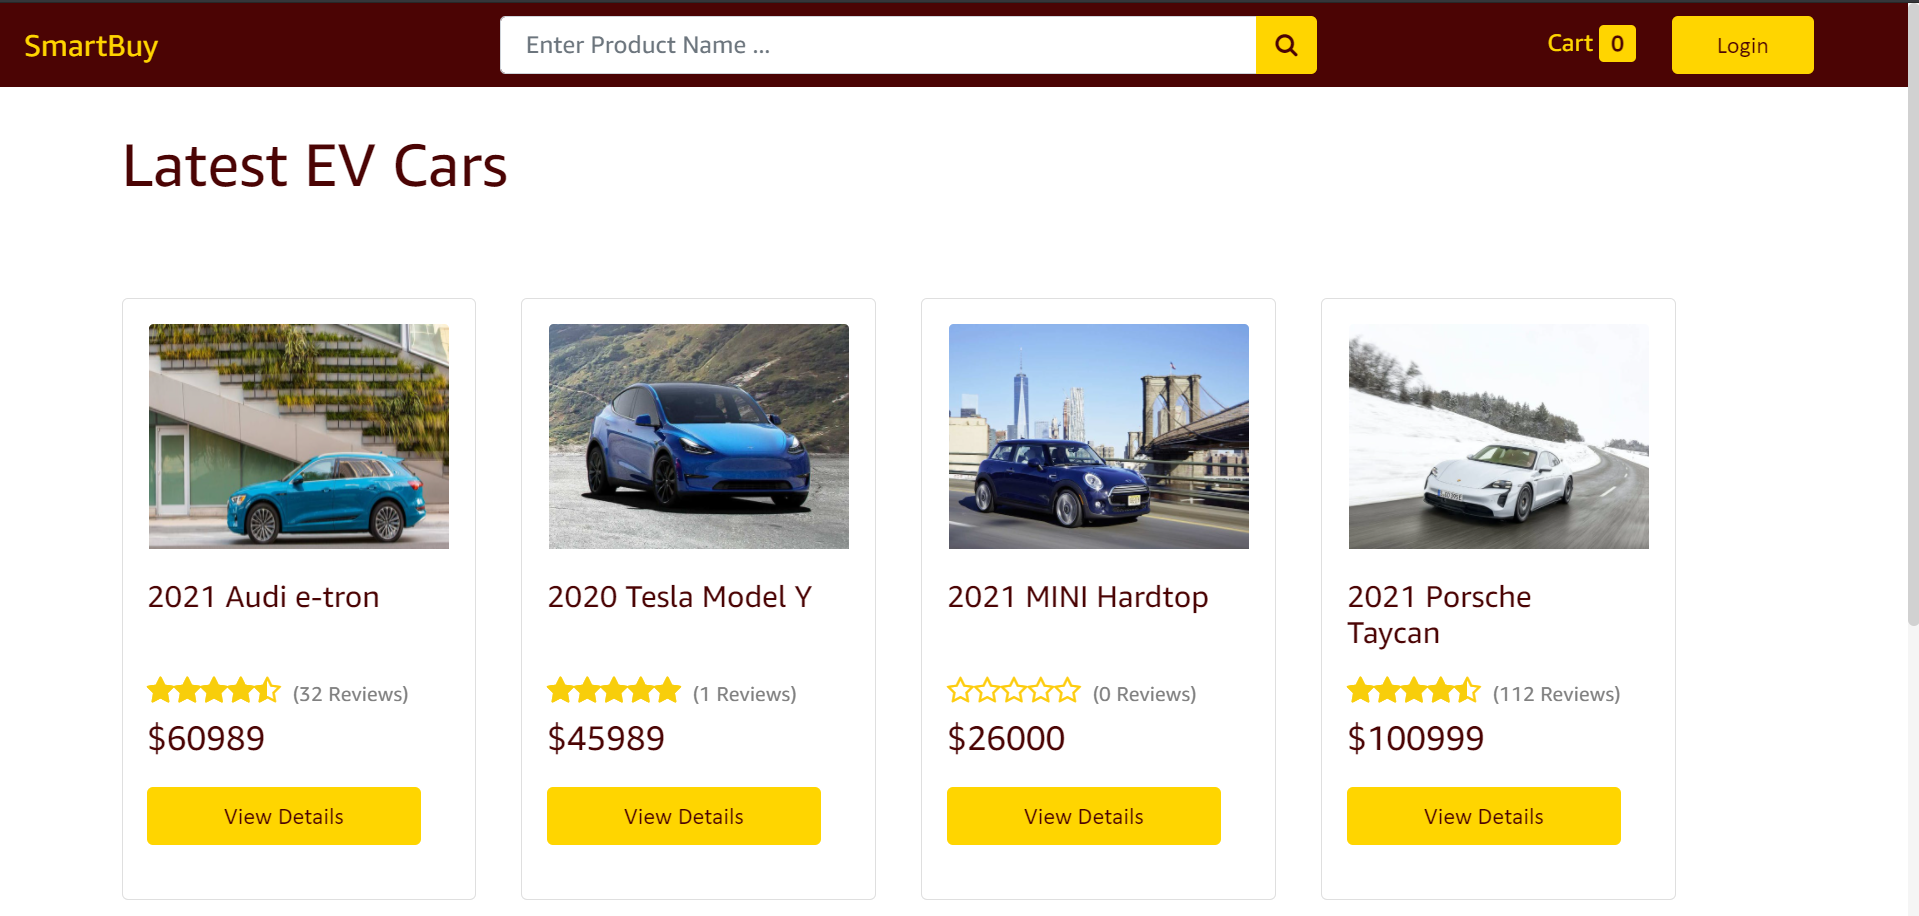 SmartBuy
Enter Product Name ...
Cart 0
Login
Latest EV Cars
2021 Audi e-tron
(32 Reviews)
$60989
View Details
2020 Tesla Model Y
(1 Reviews)
$45989
View Details
2021 MINI Hardtop
(0 Reviews)
$26000
View Details
2021 Porsche
Taycan
(112 Reviews)
$100999
View Details